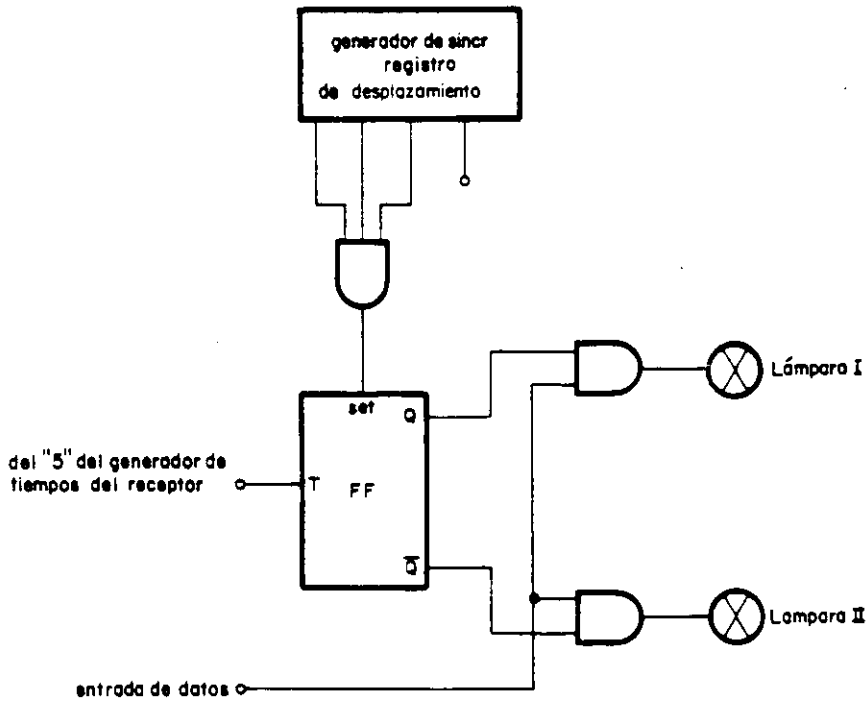 generador de sincr
registro
de desplazamiento
set
Q
Lámpara I
del "5" del generador de
tiempos del receptor
T
FF
Q̅
Lampara II
entrada de datos